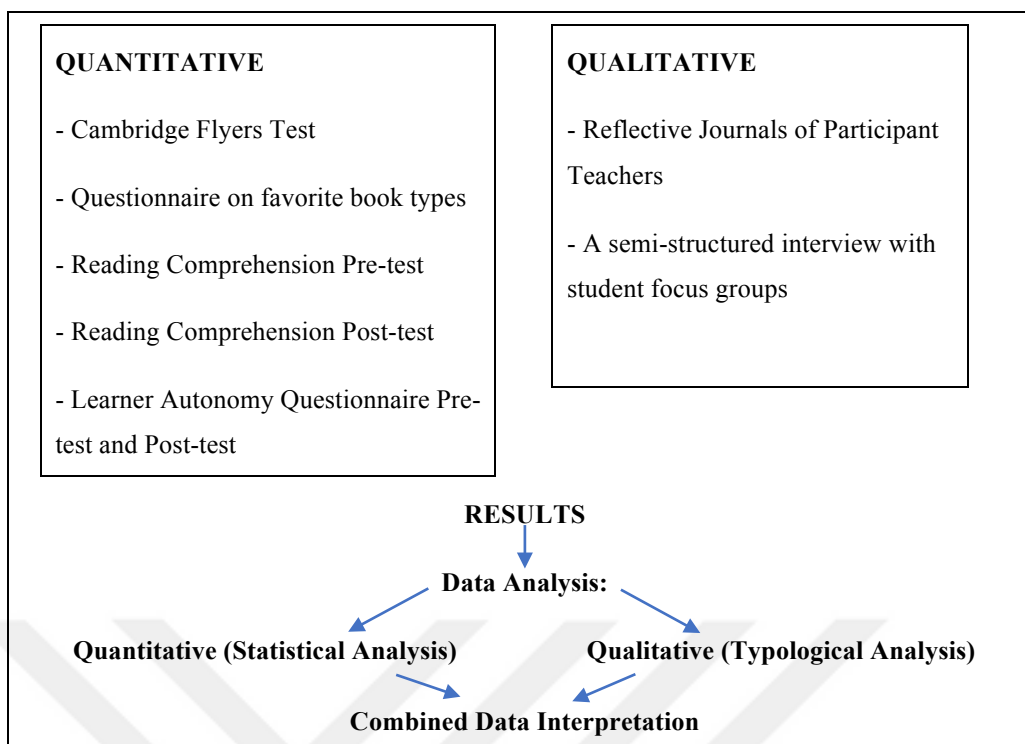 QUANTITATIVE
- Cambridge Flyers Test
- Questionnaire on favorite book types
- Reading Comprehension Pre-test
- Reading Comprehension Post-test
- Learner Autonomy Questionnaire Pre-
test and Post-test
QUALITATIVE
- Reflective Journals of Participant
Teachers
- A semi-structured interview with
student focus groups
RESULTS
Data Analysis:
Quantitative (Statistical Analysis)
Qualitative (Typological Analysis)
Combined Data Interpretation